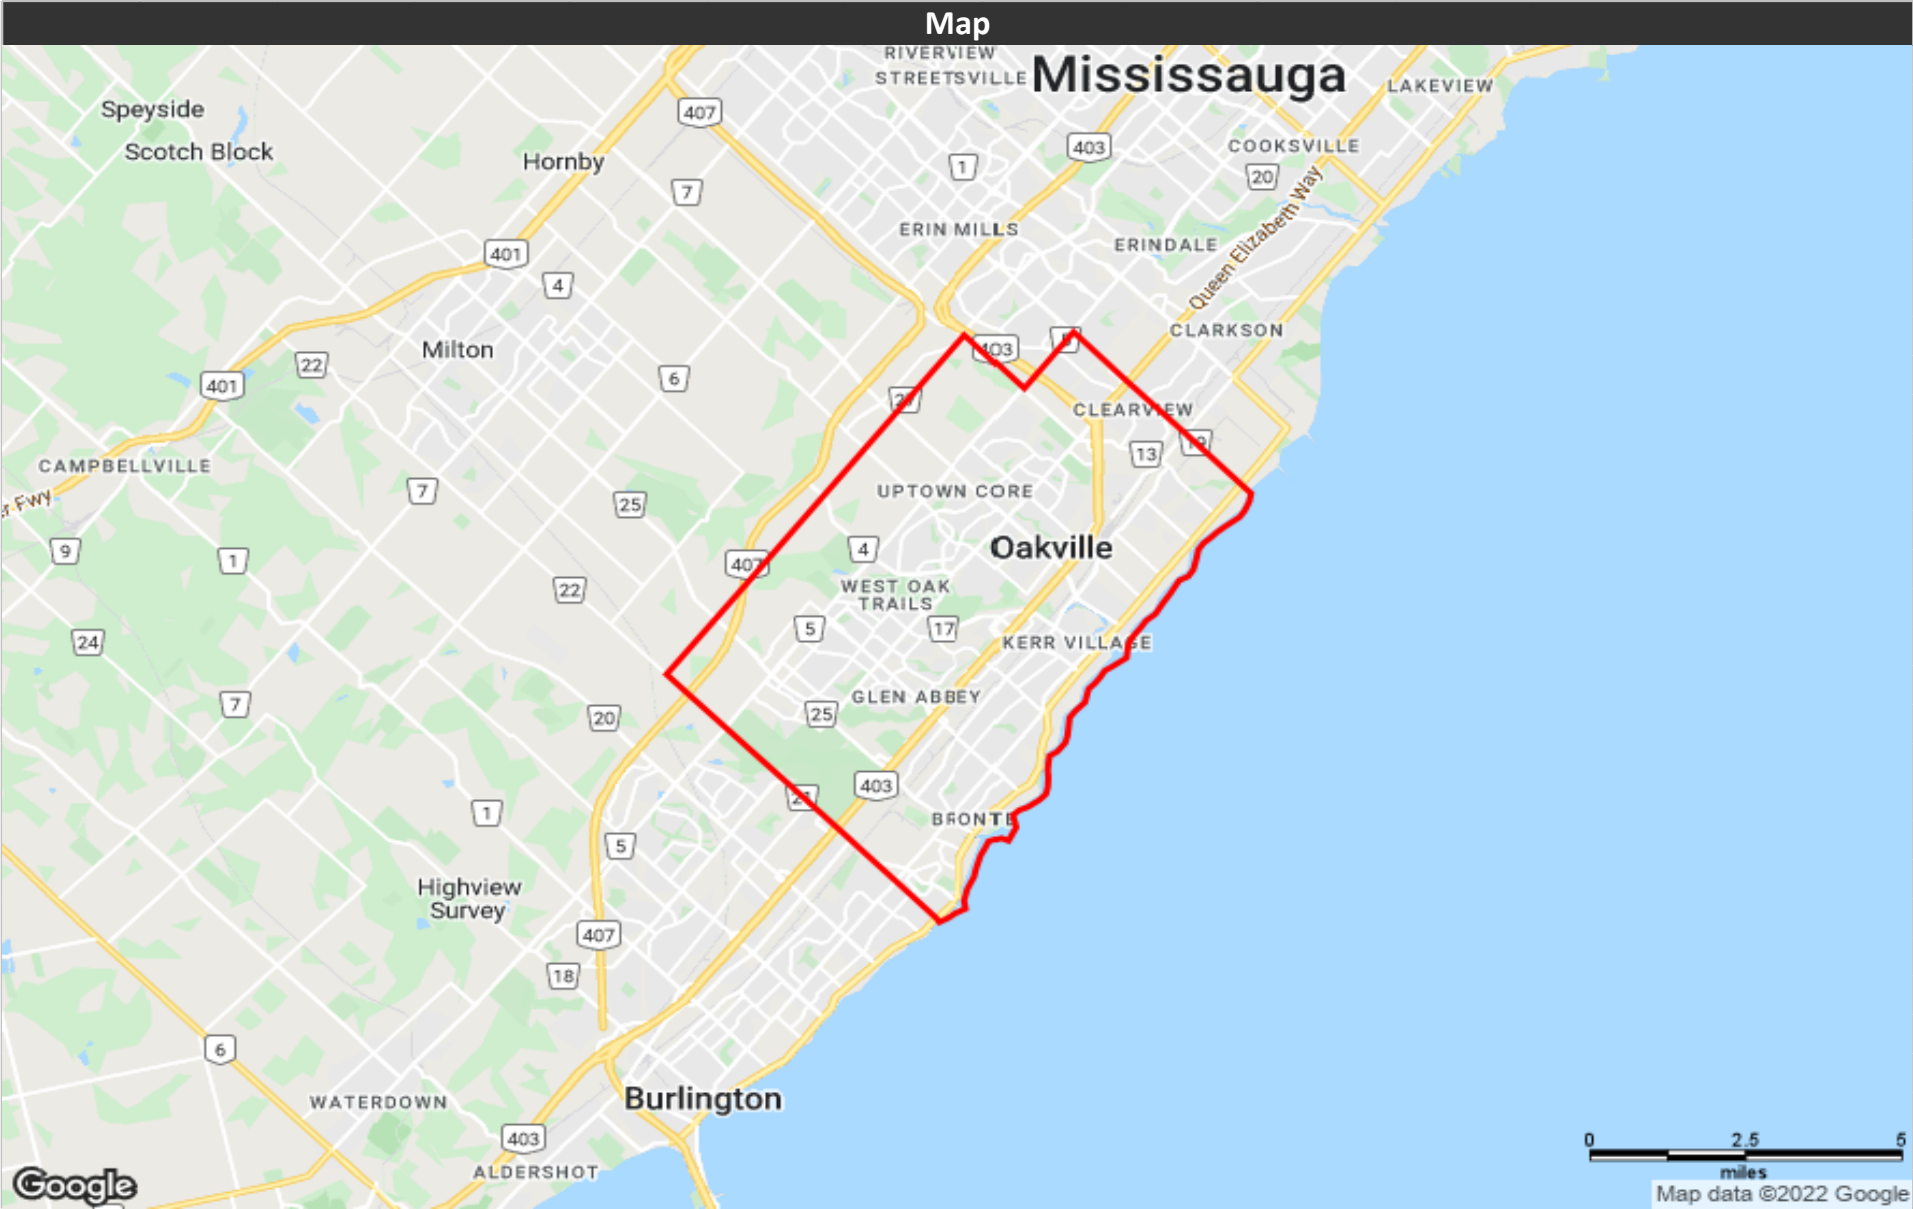 Map
RIVERVIEW
STREETSVILLE
Mississauga
LAKEVIEW
Speyside
407
Scotch Block
Hornby
1
403
COOKSVILLE
20
7
ERIN MILLS
ERINDALE
Queen Elizabeth Way
401
4
CLARKSON
Milton
403
22
6
401
CLEARVIEW
13
19
CAMPBELLVILLE
7
25
UPTOWN CORE
Oakville
9
1
4
407
22
WEST OAK
TRAILS
24
5
17
KERR VILLAGE
7
20
25
GLEN ABBEY
403
21
1
BRONTE
5
Highview
Survey
407
18
6
WATERDOWN
Burlington
403
ALDERSHOT
0 2.5 5
miles
Google
Map data ©2022 Google